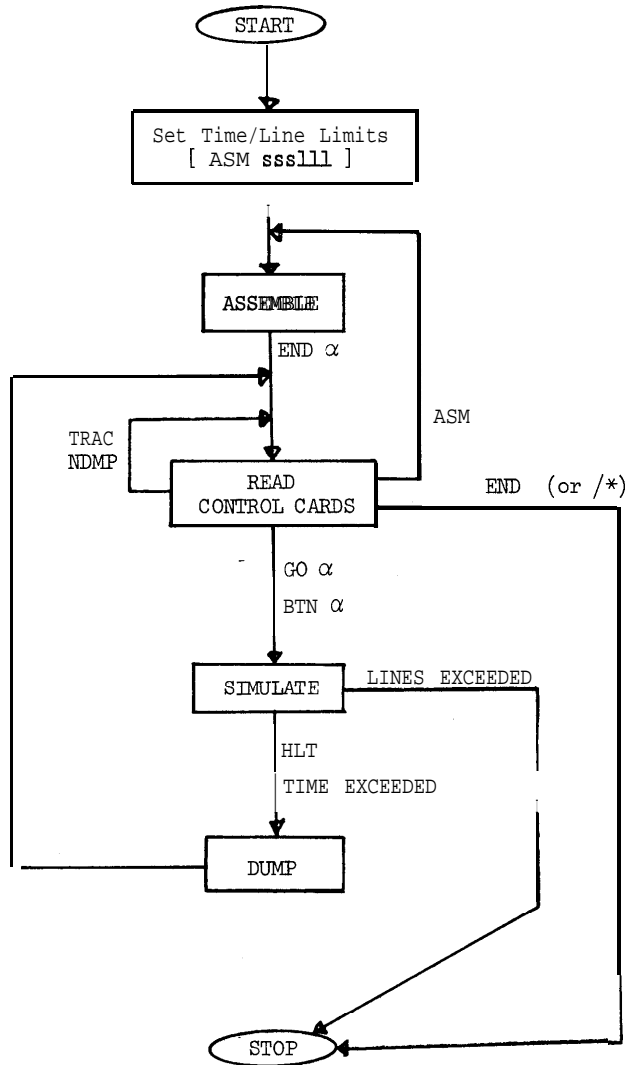 START
Set Time/Line Limits
[ ASM ssslll ]
ASSEMBLE
END α
ASM
TRAC
NDMP
READ
CONTROL CARDS
END (or /*)
GO α
BTN α
SIMULATE
LINES EXCEEDED
HLT
TIME EXCEEDED
DUMP
STOP